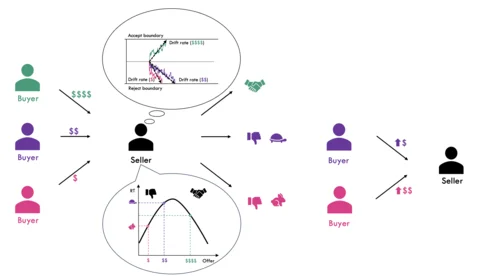 Accept boundary
Drift rate ($$$$)
Drift rate ($)
Drift rate ($$)
Reject boundary
Buyer
$$$$
Buyer
$$
Seller
Buyer
$
RT
$
$$
$$$$
Offer
Buyer
$
Seller
Buyer
$$